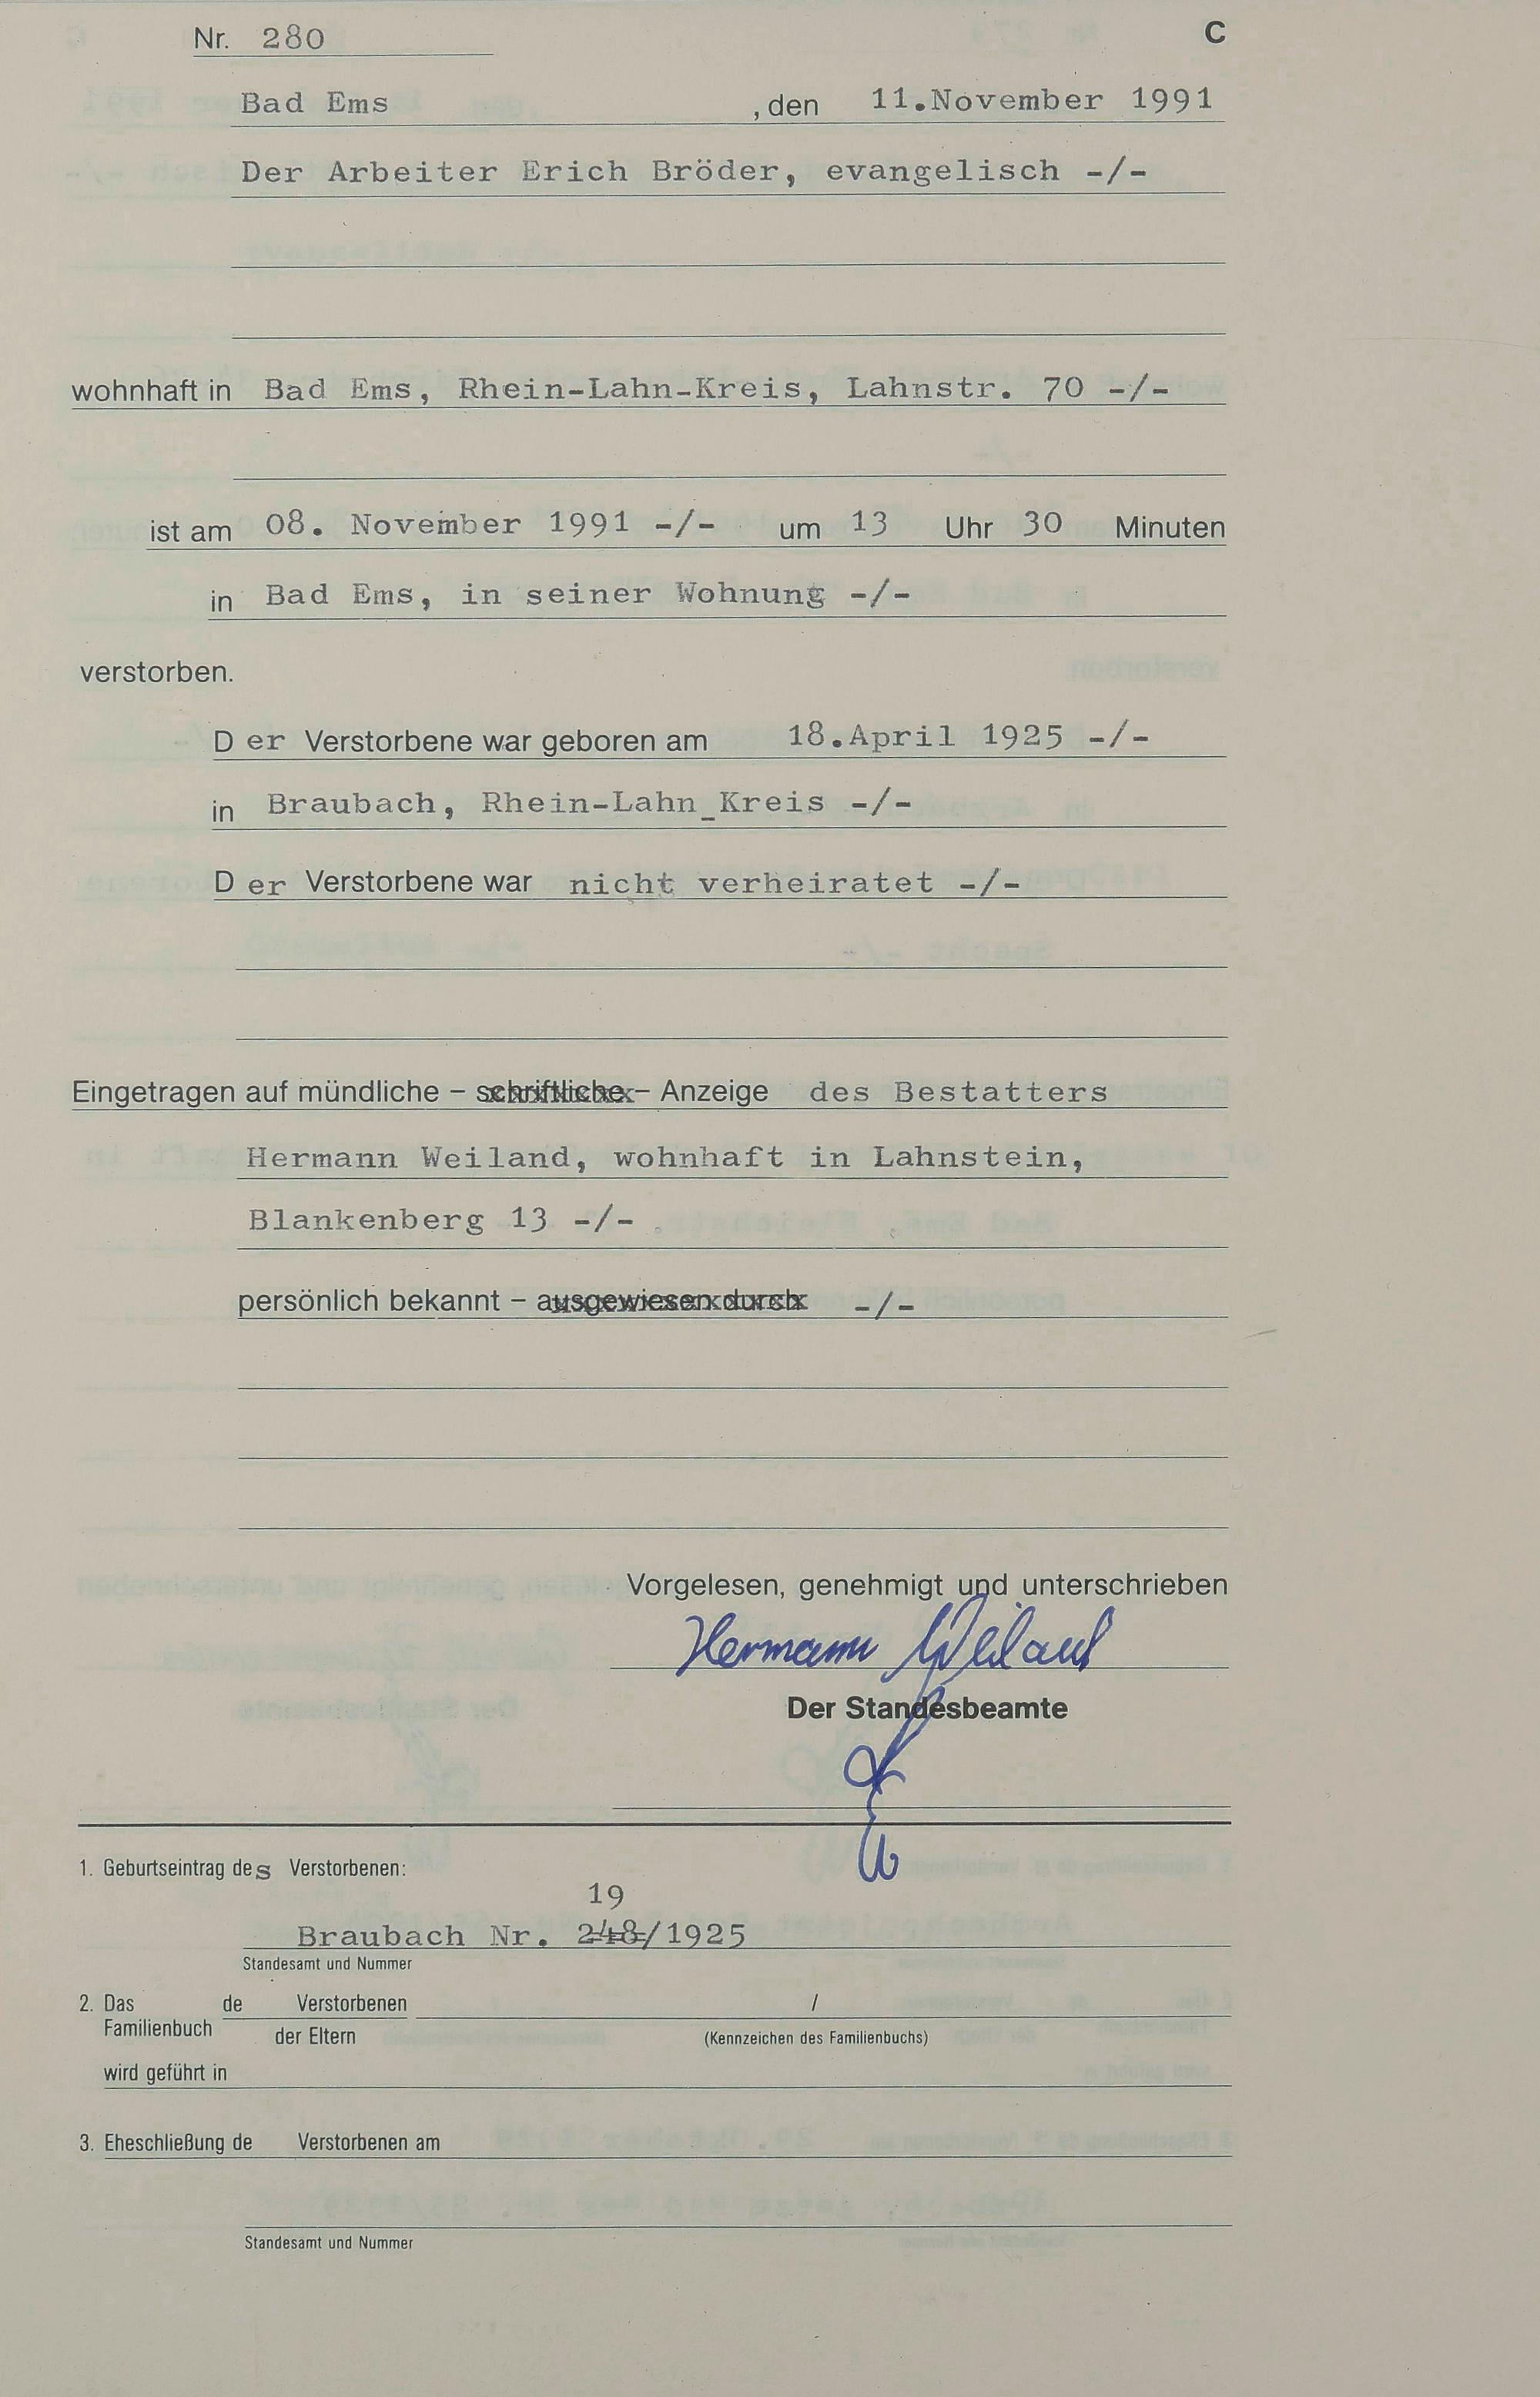 Nr. 280
C
Bad Ems , den 11.November 1991
Der Arbeiter Erich Bröder, evangelisch -/-
wohnhaft in Bad Ems, Rhein-Lahn-Kreis, Lahnstr. 70 -/-
ist am 08. November 1991 -/- um 13 Uhr 30 Minuten
in Bad Ems, in seiner Wohnung -/-
verstorben.
D er Verstorbene war geboren am 18.April 1925 -/-
in Braubach, Rhein-Lahn_Kreis -/-
D er Verstorbene war nicht verheiratet -/-
Eingetragen auf mündliche – schriftliche – Anzeige des Bestatters
Hermann Weiland, wohnhaft in Lahnstein,
Blankenberg 13 -/-
persönlich bekannt – ausgewiesen durch -/-
Vorgelesen, genehmigt und unterschrieben
Hermann Weiland
Der Standesbeamte
1. Geburtseintrag des Verstorbenen:
19
Braubach Nr. 248/1925
Standesamt und Nummer
2. Das de Verstorbenen /
Familienbuch der Eltern (Kennzeichen des Familienbuchs)
wird geführt in
3. Eheschließung de Verstorbenen am
Standesamt und Nummer